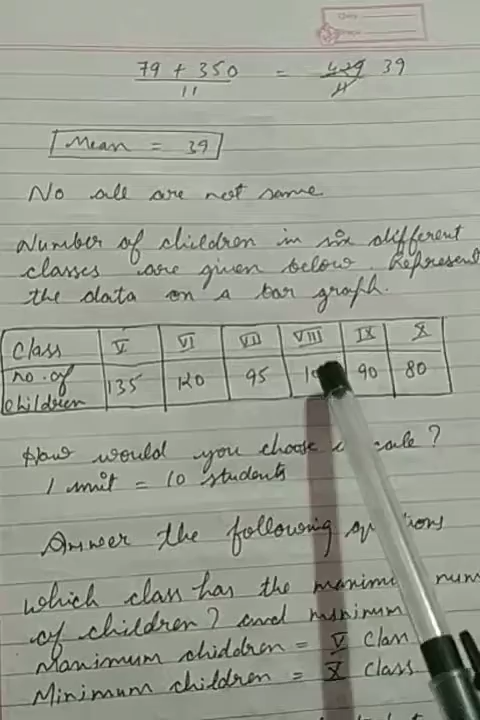 79 + 350 = 429 39
11 11
Mean = 39
No all are not same
Number of children in six different
classes are given below. Represent
the data on a bar graph.
Class V VI VII VIII IX X
no. of children 135 120 95 90 80
How would you choose scale?
1 unit = 10 students
Answer the following
which class has the
of children? and minimum
Maximum children = V Class
Minimum children = X Class